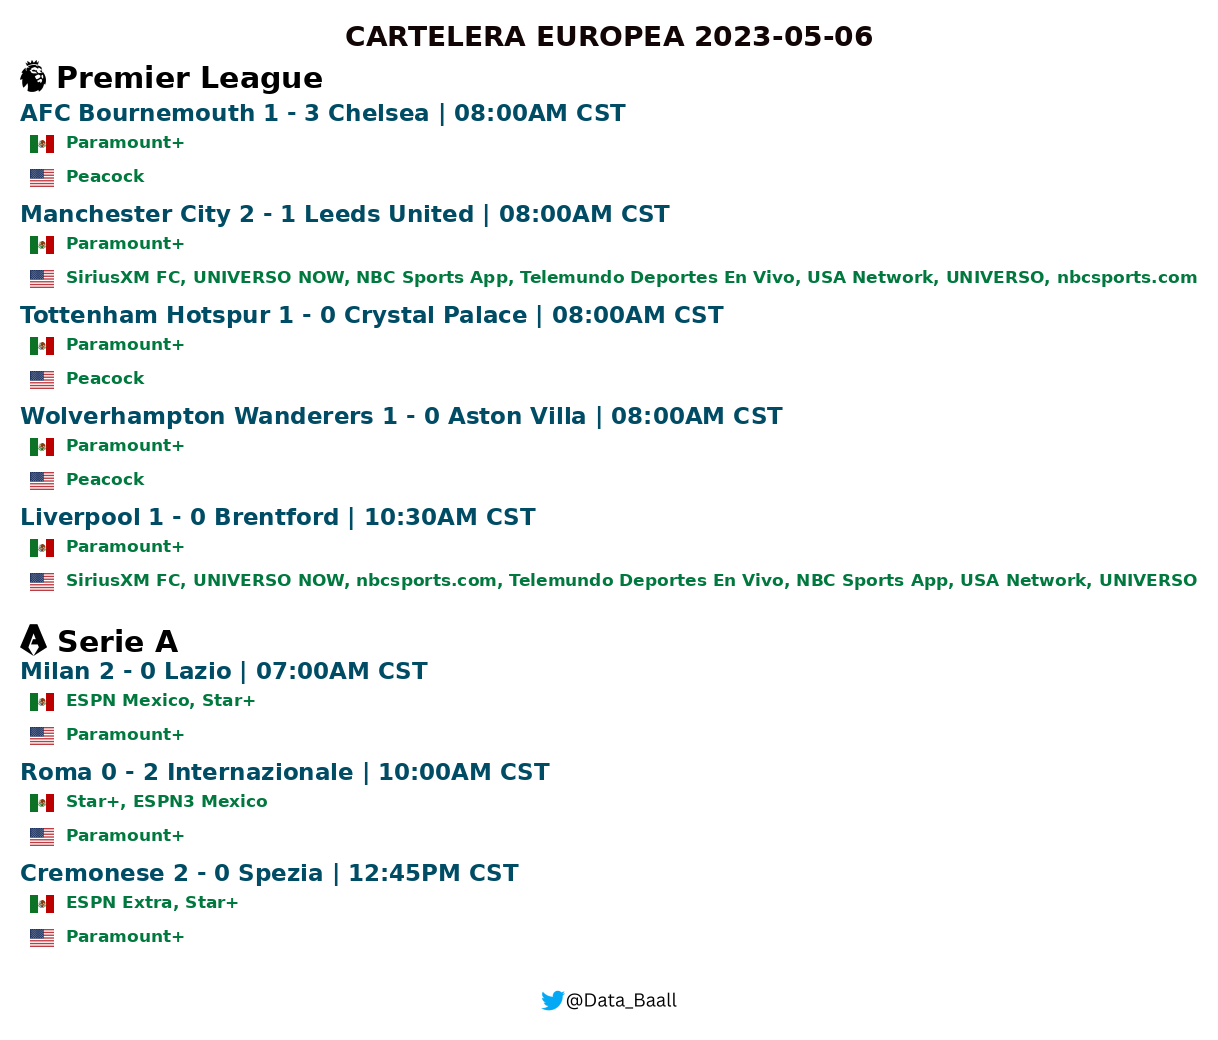 CARTELERA EUROPEA 2023-05-06
Premier League
AFC Bournemouth 1 - 3 Chelsea | 08:00AM CST
Paramount+
Peacock
Manchester City 2 - 1 Leeds United | 08:00AM CST
Paramount+
SiriusXM FC, UNIVERSO NOW, NBC Sports App, Telemundo Deportes En Vivo, USA Network, UNIVERSO, nbcsports.com
Tottenham Hotspur 1 - 0 Crystal Palace | 08:00AM CST
Paramount+
Peacock
Wolverhampton Wanderers 1 - 0 Aston Villa | 08:00AM CST
Paramount+
Peacock
Liverpool 1 - 0 Brentford | 10:30AM CST
Paramount+
SiriusXM FC, UNIVERSO NOW, nbcsports.com, Telemundo Deportes En Vivo, NBC Sports App, USA Network, UNIVERSO
Serie A
Milan 2 - 0 Lazio | 07:00AM CST
ESPN Mexico, Star+
Paramount+
Roma 0 - 2 Internazionale | 10:00AM CST
Star+, ESPN3 Mexico
Paramount+
Cremonese 2 - 0 Spezia | 12:45PM CST
ESPN Extra, Star+
Paramount+
@Data_Baall